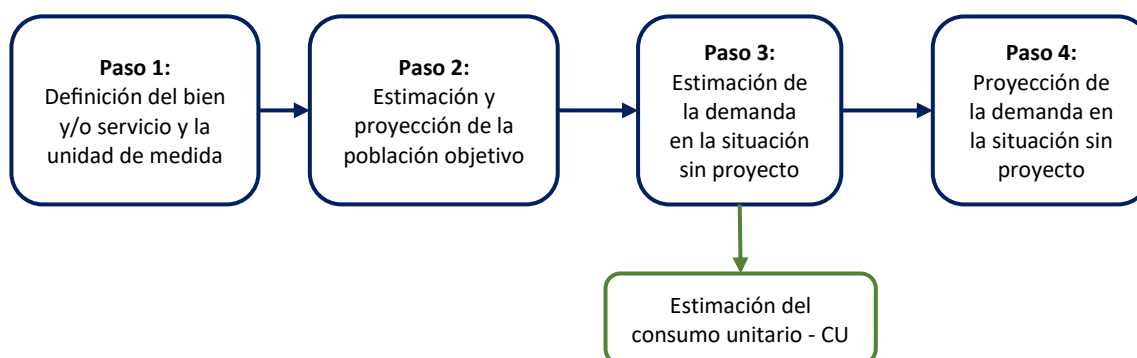 Paso 1:
Definición del bien
y/o servicio y la
unidad de medida
Paso 2:
Estimación y
proyección de la
población objetivo
Paso 3:
Estimación de
la demanda
en la situación
sin proyecto
Paso 4:
Proyección de
la demanda en
la situación sin
proyecto
Estimación del
consumo unitario - CU